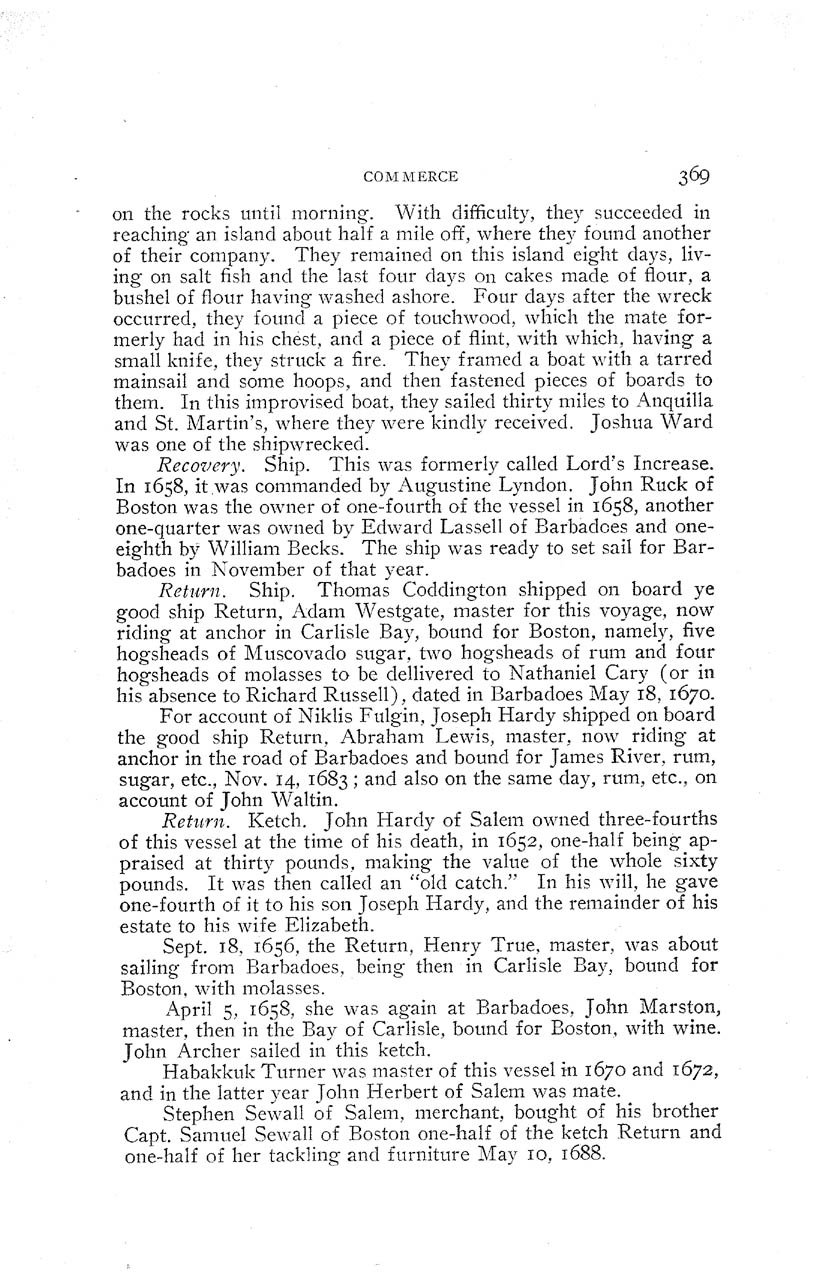 COMMERCE 369
on the rocks until morning. With difficulty, they succeeded in
reaching an island about half a mile off, where they found another
of their company. They remained on this island eight days, liv-
ing on salt fish and the last four days on cakes made of flour, a
bushel of flour having washed ashore. Four days after the wreck
occurred, they found a piece of touchwood, which the mate for-
merly had in his chest, and a piece of flint, with which, having a
small knife, they struck a fire. They framed a boat with a tarred
mainsail and some hoops, and then fastened pieces of boards to
them. In this improvised boat, they sailed thirty miles to Anquilla
and St. Martin's, where they were kindly received. Joshua Ward
was one of the shipwrecked.
Recovery. Ship. This was formerly called Lord's Increase.
In 1658, it was commanded by Augustine Lyndon. John Ruck of
Boston was the owner of one-fourth of the vessel in 1658, another
one-quarter was owned by Edward Lassell of Barbadoes and one-
eighth by William Becks. The ship was ready to set sail for Bar-
badoes in November of that year.
Return. Ship. Thomas Coddington shipped on board ye
good ship Return, Adam Westgate, master for this voyage, now
riding at anchor in Carlisle Bay, bound for Boston, namely, five
hogsheads of Muscovado sugar, two hogsheads of rum and four
hogsheads of molasses to be dellivered to Nathaniel Cary (or in
his absence to Richard Russell), dated in Barbadoes May 18, 1670.
For account of Niklis Fulgin, Joseph Hardy shipped on board
the good ship Return, Abraham Lewis, master, now riding at
anchor in the road of Barbadoes and bound for James River, rum,
sugar, etc., Nov. 14, 1683; and also on the same day, rum, etc., on
account of John Waltin.
Return. Ketch. John Hardy of Salem owned three-fourths
of this vessel at the time of his death, in 1652, one-half being ap-
praised at thirty pounds, making the value of the whole sixty
pounds. It was then called an "old catch." In his will, he gave
one-fourth of it to his son Joseph Hardy, and the remainder of his
estate to his wife Elizabeth.
Sept. 18, 1656, the Return, Henry True, master, was about
sailing from Barbadoes, being then in Carlisle Bay, bound for
Boston, with molasses.
April 5, 1658, she was again at Barbadoes, John Marston,
master, then in the Bay of Carlisle, bound for Boston, with wine.
John Archer sailed in this ketch.
Habakkuk Turner was master of this vessel in 1670 and 1672,
and in the latter year John Herbert of Salem was mate.
Stephen Sewall of Salem, merchant, bought of his brother
Capt. Samuel Sewall of Boston one-half of the ketch Return and
one-half of her tackling and furniture May 10, 1688.